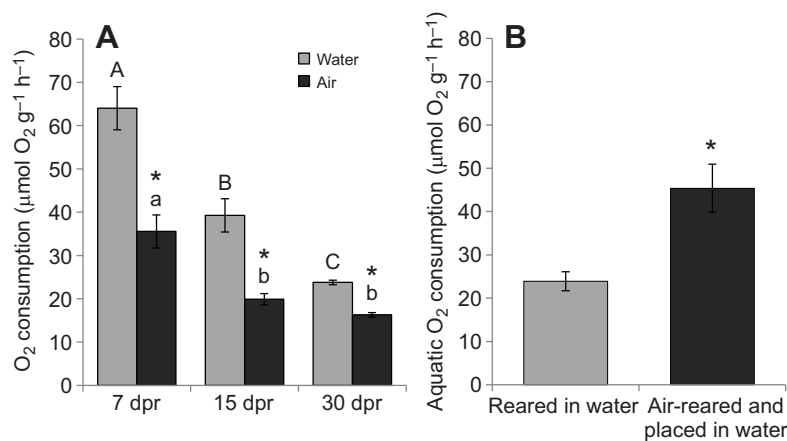 A
B
O₂ consumption (μmol O₂ g⁻¹ h⁻¹)
80
70
60
50
40
30
20
10
0
Water
Air
A
*
a
B
*
b
C
*
b
7 dpr 15 dpr 30 dpr
Aquatic O₂ consumption (μmol O₂ g⁻¹ h⁻¹)
80
70
60
50
40
30
20
10
0
*
Reared in water
Air-reared and
placed in water